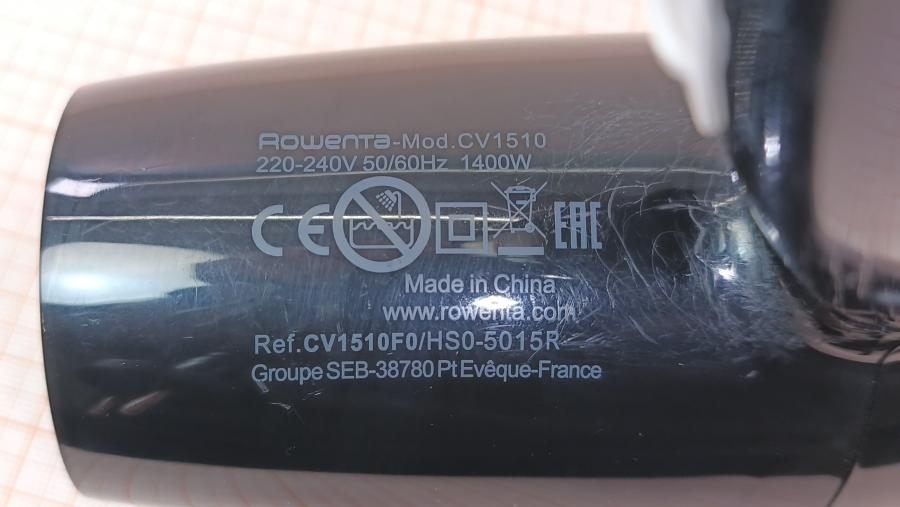 Rowenta-Mod.CV1510
220-240V 50/60Hz 1400W
CE EAC
Made in China
www.rowenta.com
Ref.CV1510F0/HS0-5015R
Groupe SEB-38780 Pt Evêque-France